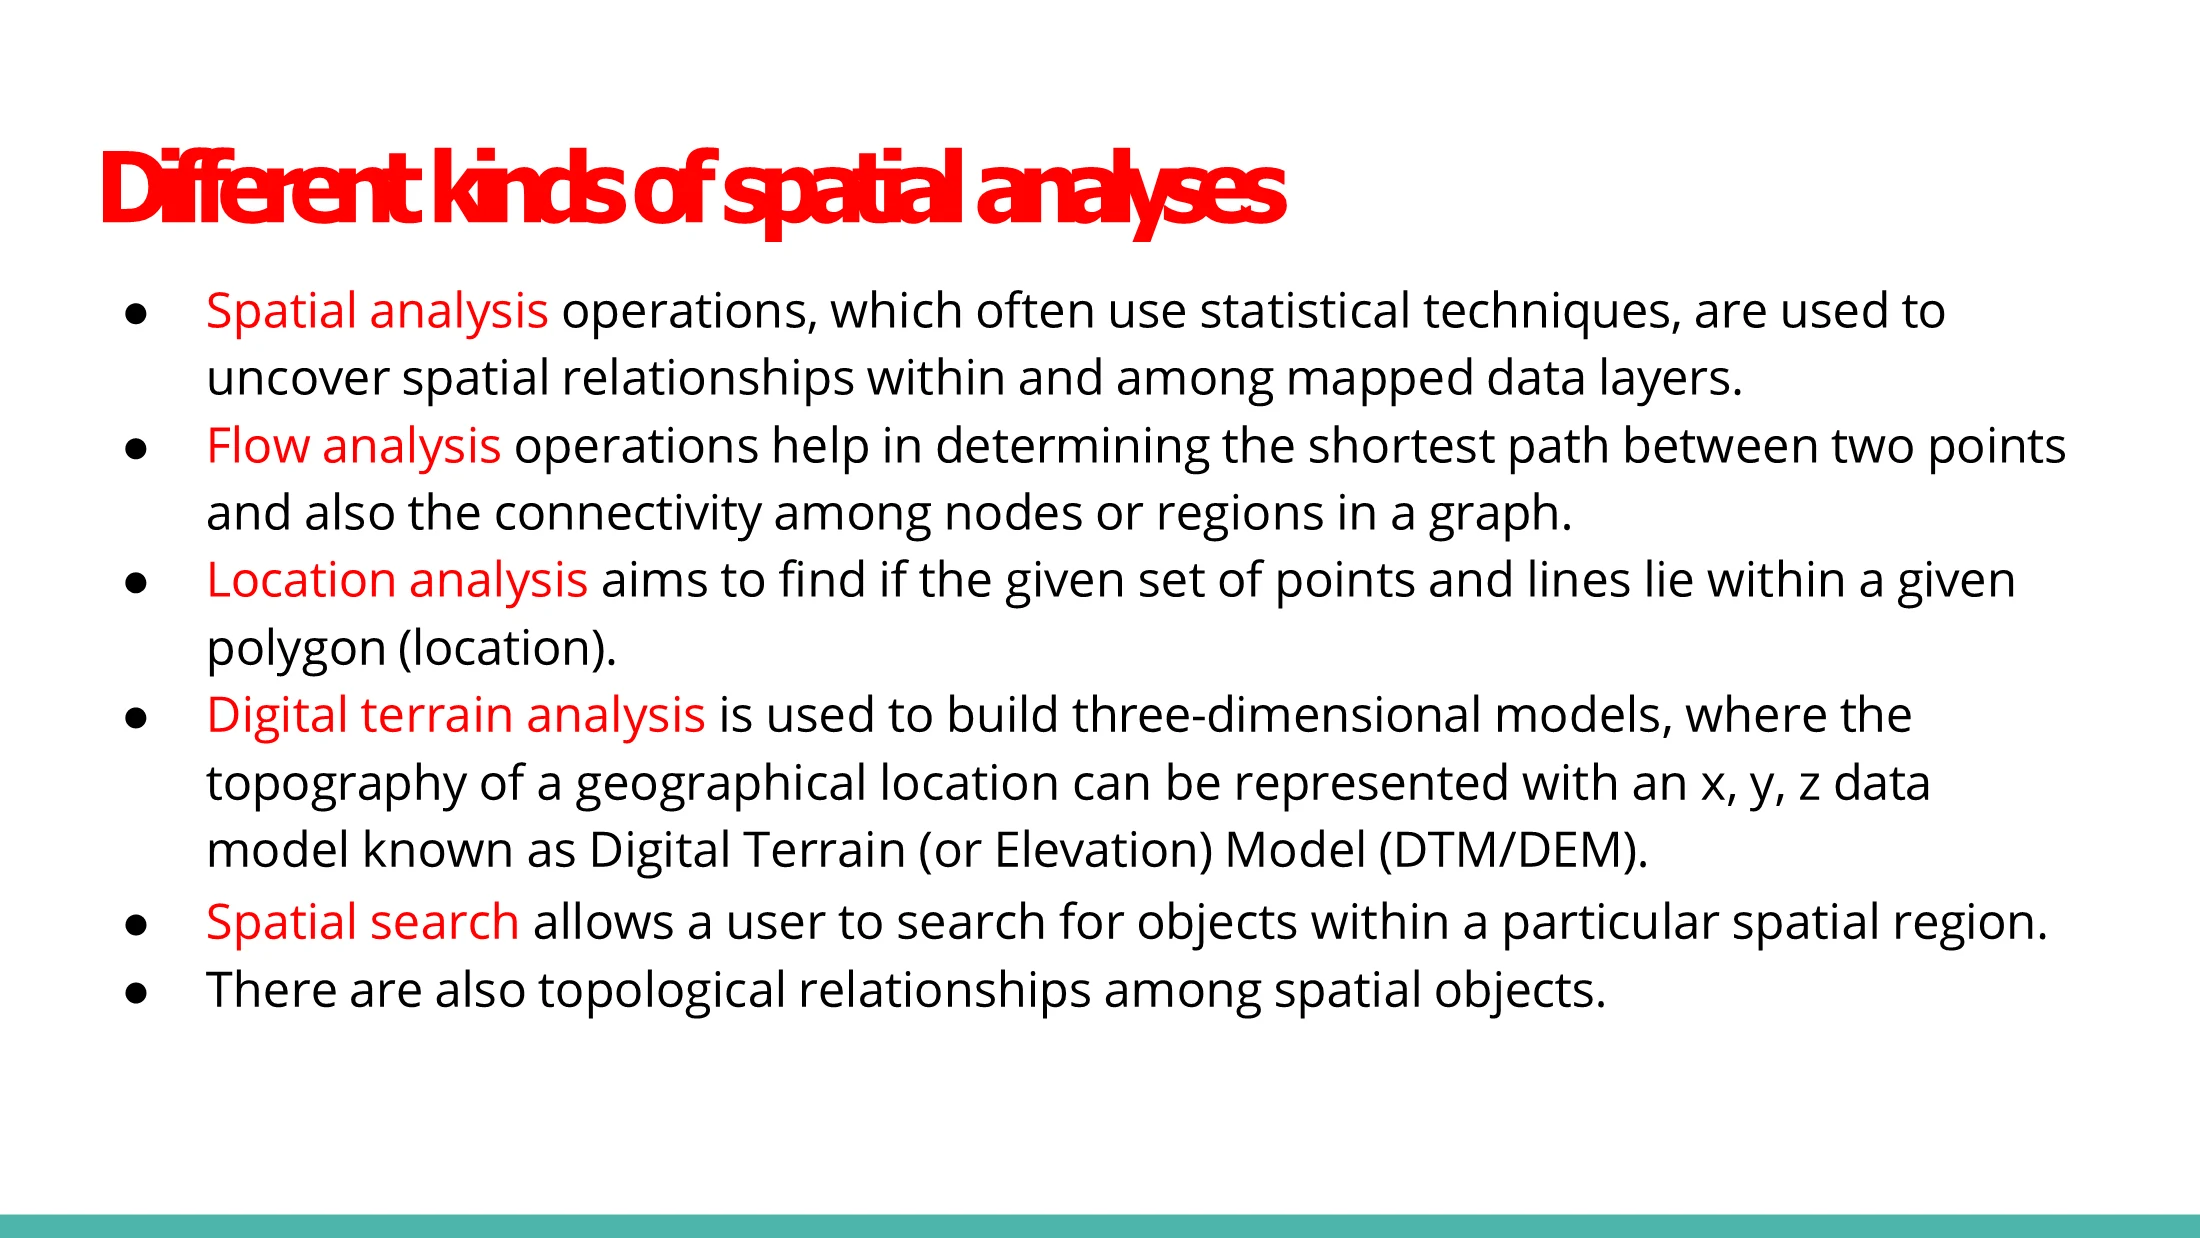 Different kinds of spatial analyses
● Spatial analysis operations, which often use statistical techniques, are used to
uncover spatial relationships within and among mapped data layers.
● Flow analysis operations help in determining the shortest path between two points
and also the connectivity among nodes or regions in a graph.
● Location analysis aims to find if the given set of points and lines lie within a given
polygon (location).
● Digital terrain analysis is used to build three-dimensional models, where the
topography of a geographical location can be represented with an x, y, z data
model known as Digital Terrain (or Elevation) Model (DTM/DEM).
● Spatial search allows a user to search for objects within a particular spatial region.
● There are also topological relationships among spatial objects.